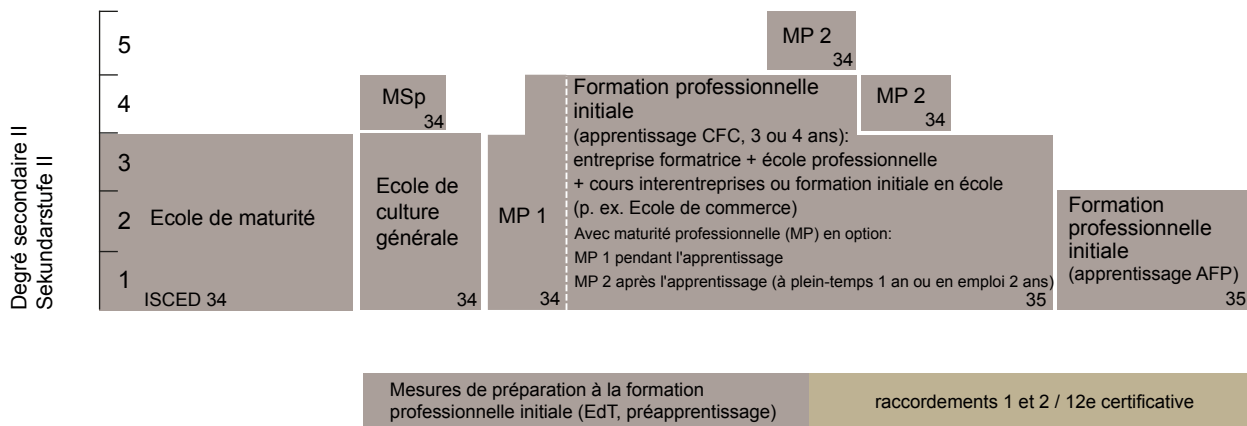 Degré secondaire II
Sekundarstufe II
5
4
3
2
1
Ecole de maturité
ISCED 34
MSp
34
Ecole de
culture
générale
34
MP 1
34
Formation professionnelle
initiale
(apprentissage CFC, 3 ou 4 ans):
entreprise formatrice + école professionnelle
+ cours interentreprises ou formation initiale en école
(p. ex. Ecole de commerce)
Avec maturité professionnelle (MP) en option:
MP 1 pendant l'apprentissage
MP 2 après l'apprentissage (à plein-temps 1 an ou en emploi 2 ans)
35
MP 2
34
MP 2
34
Formation
professionnelle
initiale
(apprentissage AFP)
35
Mesures de préparation à la formation
professionnelle initiale (EdT, préapprentissage)
raccordements 1 et 2 / 12e certificative